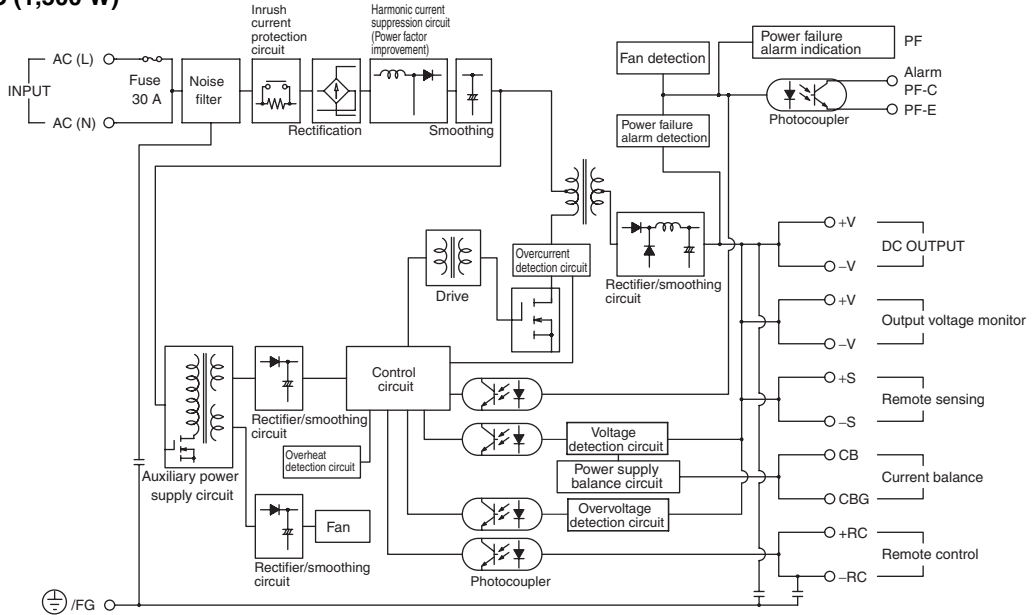 (1,500 W)
Inrush
current
protection
circuit
Harmonic current
suppression circuit
(Power factor
improvement)
Power failure
alarm indication
PF
AC (L)
Fuse
30 A
Noise
filter
Fan detection
Alarm
PF-C
PF-E
INPUT
AC (N)
Rectification
Smoothing
Power failure
alarm detection
Photocoupler
+V
DC OUTPUT
–V
Overcurrent
detection circuit
Rectifier/smoothing
circuit
Drive
+V
Output voltage monitor
–V
Control
circuit
+S
Remote sensing
–S
Rectifier/smoothing
circuit
Voltage
detection circuit
Overheat
detection circuit
Power supply
balance circuit
CB
Current balance
CBG
Auxiliary power
supply circuit
Fan
Overvoltage
detection circuit
+RC
Remote control
–RC
Rectifier/smoothing
circuit
Photocoupler
/FG